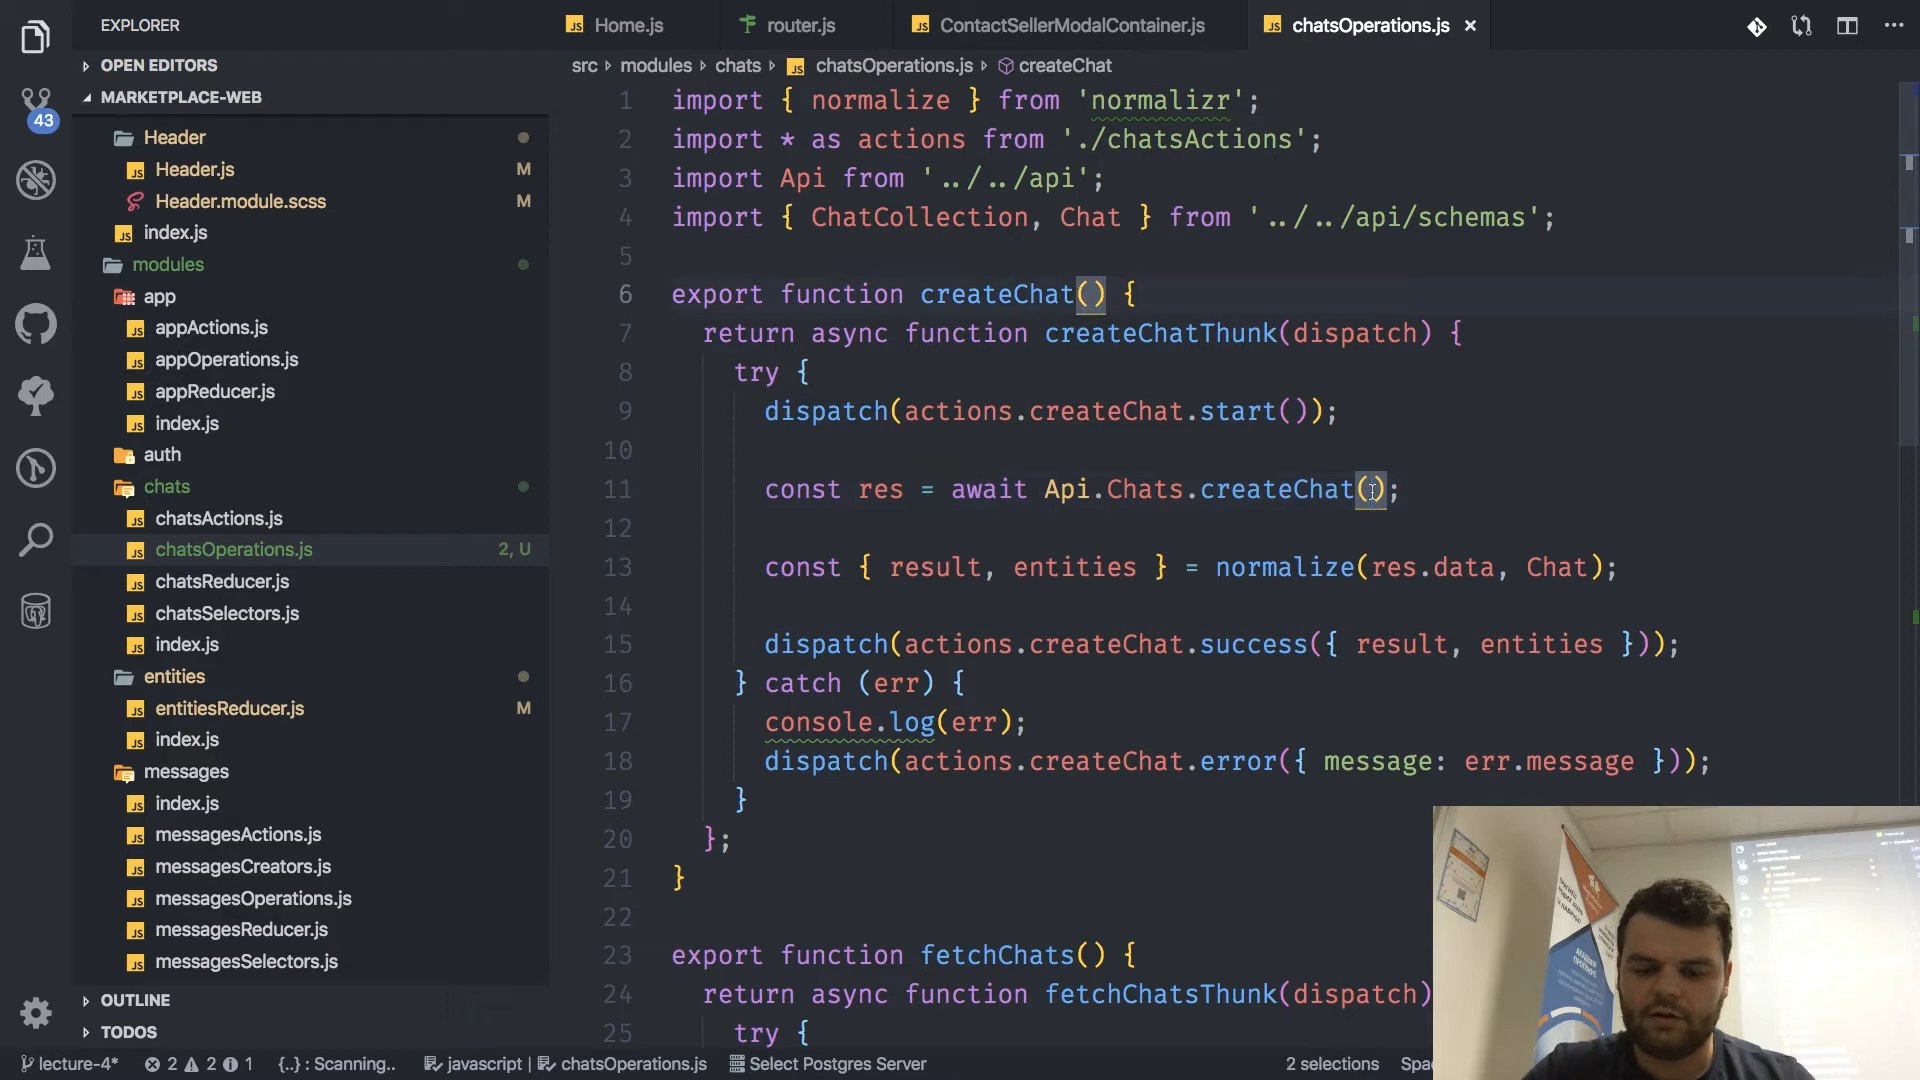 EXPLORER
Home.js
router.js
ContactSellerModalContainer.js
chatsOperations.js ×
OPEN EDITORS
MARKETPLACE-WEB
src › modules › chats › chatsOperations.js › createChat
43
Header
Header.js M
Header.module.scss M
index.js
modules
app
appActions.js
appOperations.js
appReducer.js
index.js
auth
chats
chatsActions.js
chatsOperations.js 2, U
chatsReducer.js
chatsSelectors.js
index.js
entities
entitiesReducer.js M
index.js
messages
index.js
messagesActions.js
messagesCreators.js
messagesOperations.js
messagesReducer.js
messagesSelectors.js
OUTLINE
TODOS
1 import { normalize } from 'normalizr';
2 import * as actions from './chatsActions';
3 import Api from '../../api';
4 import { ChatCollection, Chat } from '../../api/schemas';
5
6 export function createChat() {
7 return async function createChatThunk(dispatch) {
8 try {
9 dispatch(actions.createChat.start());
10
11 const res = await Api.Chats.createChat();
12
13 const { result, entities } = normalize(res.data, Chat);
14
15 dispatch(actions.createChat.success({ result, entities }));
16 } catch (err) {
17 console.log(err);
18 dispatch(actions.createChat.error({ message: err.message }));
19 }
20 };
21 }
22
23 export function fetchChats() {
24 return async function fetchChatsThunk(dispatch)
25 try {
lecture-4* 2 2 1 {..} : Scanning.. javascript | chatsOperations.js Select Postgres Server 2 selections Spa